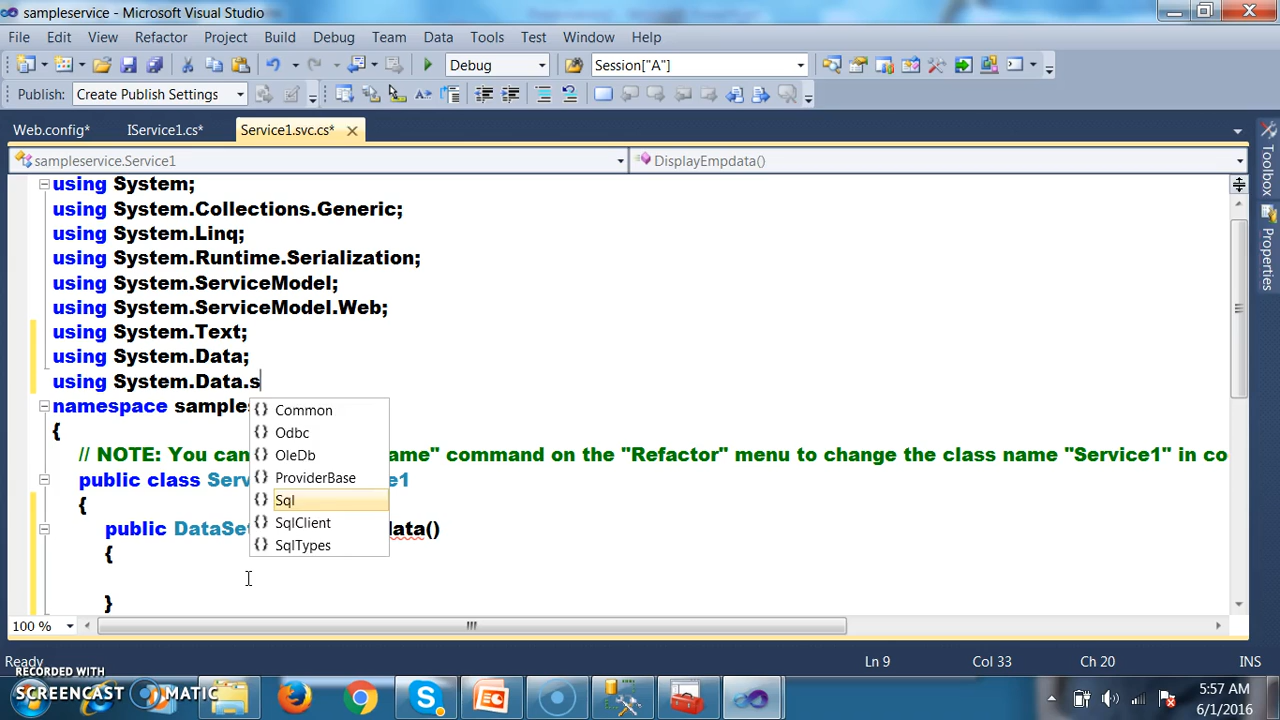 sampleservice - Microsoft Visual Studio
File Edit View Refactor Project Build Debug Team Data Tools Test Window Help
Debug Session["A"]
Publish: Create Publish Settings
Web.config* IService1.cs* Service1.svc.cs*
sampleservice.Service1 DisplayEmpdata()
using System;
using System.Collections.Generic;
using System.Linq;
using System.Runtime.Serialization;
using System.ServiceModel;
using System.ServiceModel.Web;
using System.Text;
using System.Data;
using System.Data.s
namespace samples
{
// NOTE: You can ame" command on the "Refactor" menu to change the class name "Service1" in co
public class Serv 1
{
public DataSet data()
{
}
Common
Odbc
OleDb
ProviderBase
Sql
SqlClient
SqlTypes
Toolbox
Properties
100 %
Ready Ln 9 Col 33 Ch 20 INS
RECORDED WITH
SCREENCAST MATIC
5:57 AM
6/1/2016